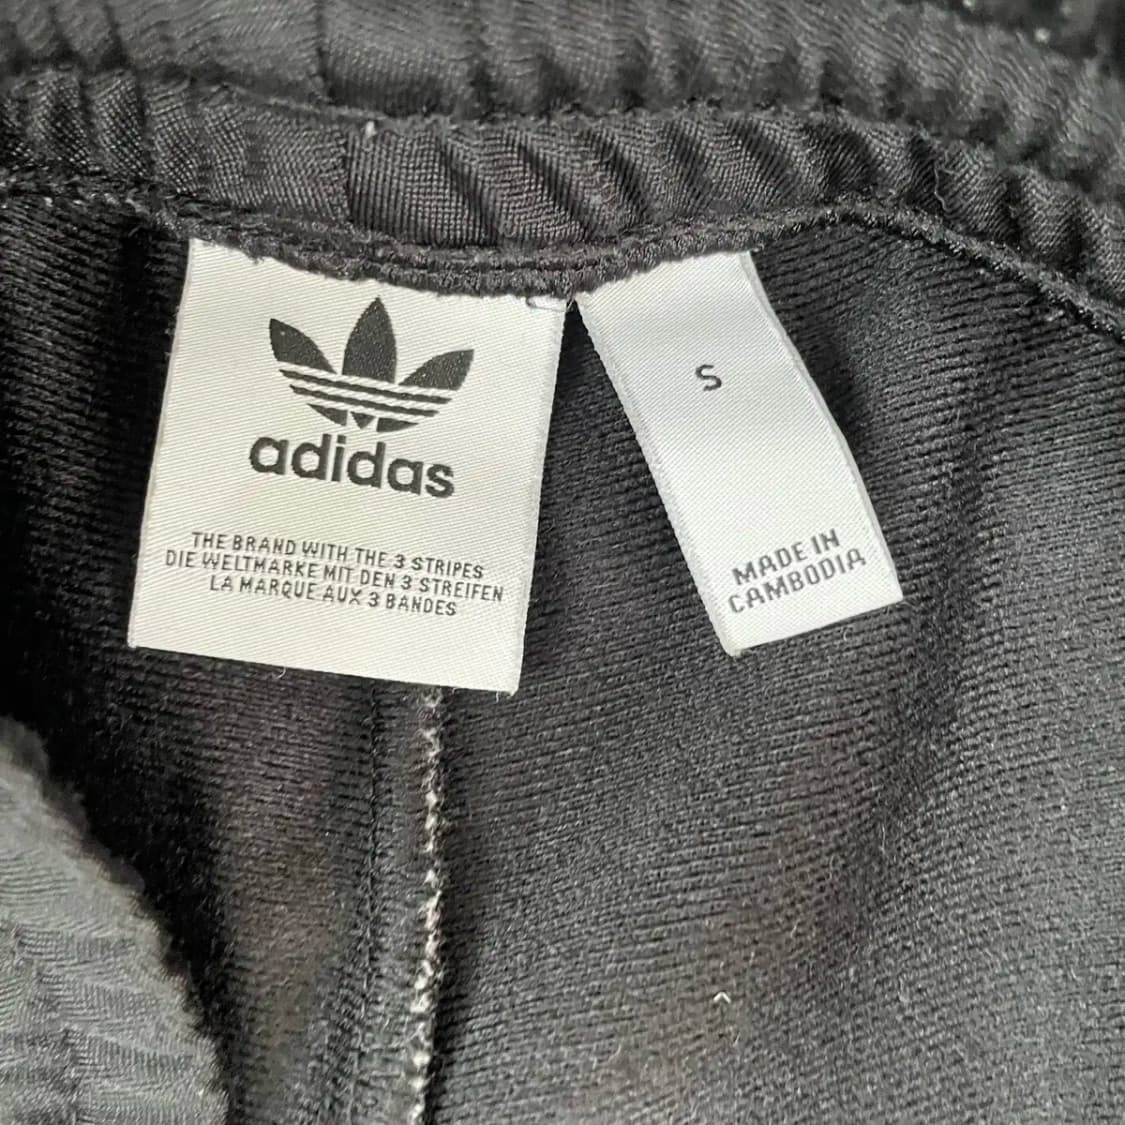 adidas
THE BRAND WITH THE 3 STRIPES
DIE WELTMARKE MIT DEN 3 STREIFEN
LA MARQUE AUX 3 BANDES
S
MADE IN
CAMBODIA